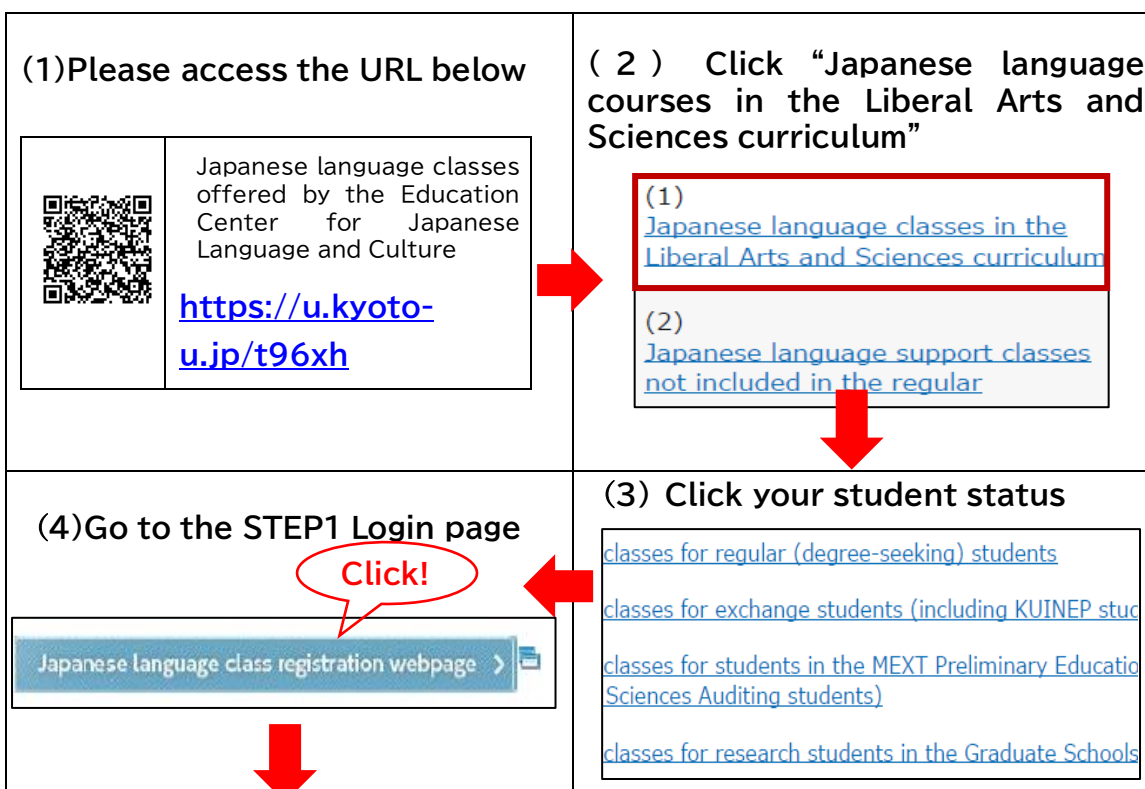 (1)Please access the URL below
Japanese language classes
offered by the Education
Center for Japanese
Language and Culture
https://u.kyoto-
u.jp/t96xh
(2) Click “Japanese language
courses in the Liberal Arts and
Sciences curriculum”
(1)
Japanese language classes in the
Liberal Arts and Sciences curriculum
(2)
Japanese language support classes
not included in the regular
(3) Click your student status
classes for regular (degree-seeking) students
classes for exchange students (including KUINEP stud
classes for students in the MEXT Preliminary Educatio
Sciences Auditing students)
classes for research students in the Graduate Schools
(4)Go to the STEP1 Login page
Click!
Japanese language class registration webpage >